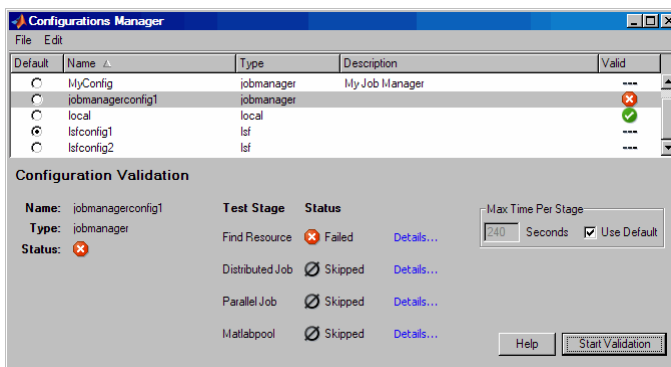 Configurations Manager
File Edit
Default Name Type Description Valid
MyConfig jobmanager My Job Manager ---
jobmanagerconfig1 jobmanager
local local
lsfconfig1 lsf ---
lsfconfig2 lsf ---
Configuration Validation
Name: jobmanagerconfig1
Type: jobmanager
Status:
Test Stage Status
Find Resource Failed Details...
Distributed Job Skipped Details...
Parallel Job Skipped Details...
Matlabpool Skipped Details...
Max Time Per Stage
240 Seconds Use Default
Help Start Validation